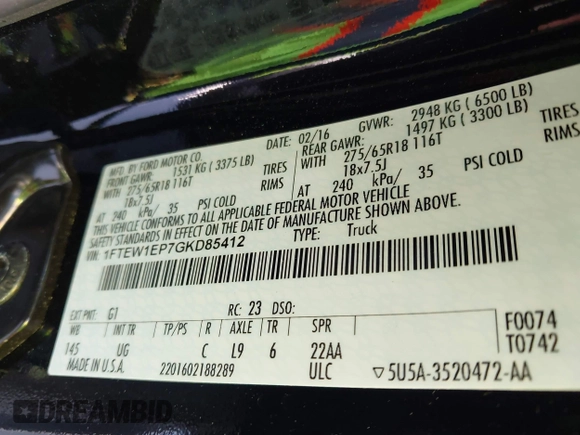 MFD. BY FORD MOTOR CO.
DATE: 02/16 GVWR: 2948 KG ( 6500 LB)
FRONT GAWR: 1531 KG ( 3375 LB) REAR GAWR: 1497 KG ( 3300 LB)
WITH 275/65R18 116T TIRES WITH 275/65R18 116T TIRES
18x7.5J RIMS 18x7.5J RIMS
AT 240 kPa/ 35 PSI COLD AT 240 kPa/ 35 PSI COLD
THIS VEHICLE CONFORMS TO ALL APPLICABLE FEDERAL MOTOR VEHICLE
SAFETY STANDARDS IN EFFECT ON THE DATE OF MANUFACTURE SHOWN ABOVE.
VIN: 1FTEW1EP7GKD85412 TYPE: Truck
EXT PNT: G1 RC: 23 DSO:
WB INT TR TP/PS R AXLE TR SPR F0074
145 UG C L9 6 22AA T0742
MADE IN U.S.A. 2201602188289 ULC ▽5U5A-3520472-AA
DREAMBID